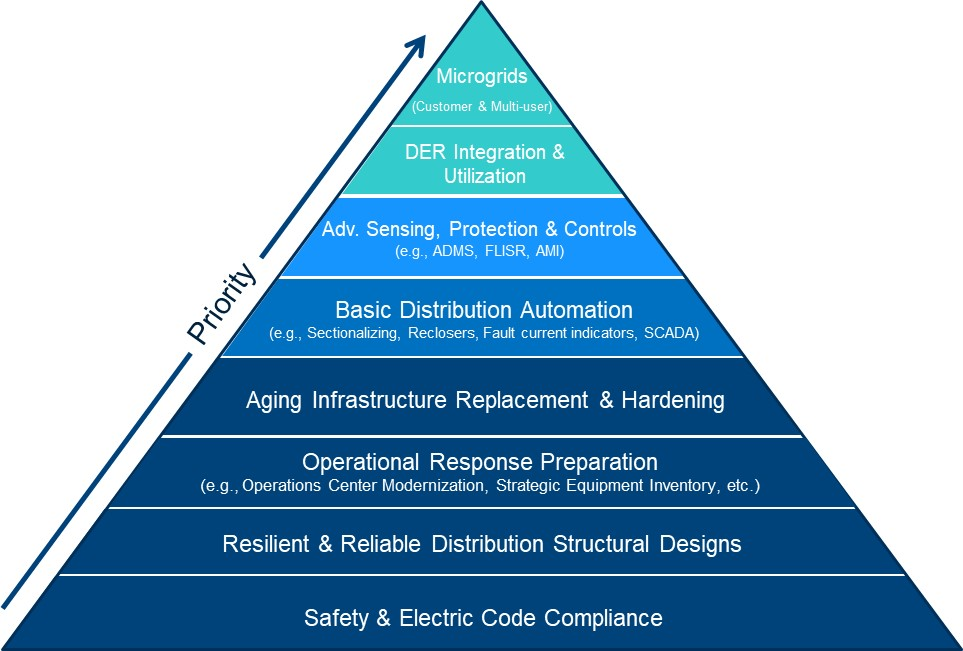 Microgrids
(Customer & Multi-user)
DER Integration &
Utilization
Adv. Sensing, Protection & Controls
(e.g., ADMS, FLISR, AMI)
Priority
Basic Distribution Automation
(e.g., Sectionalizing, Reclosers, Fault current indicators, SCADA)
Aging Infrastructure Replacement & Hardening
Operational Response Preparation
(e.g., Operations Center Modernization, Strategic Equipment Inventory, etc.)
Resilient & Reliable Distribution Structural Designs
Safety & Electric Code Compliance